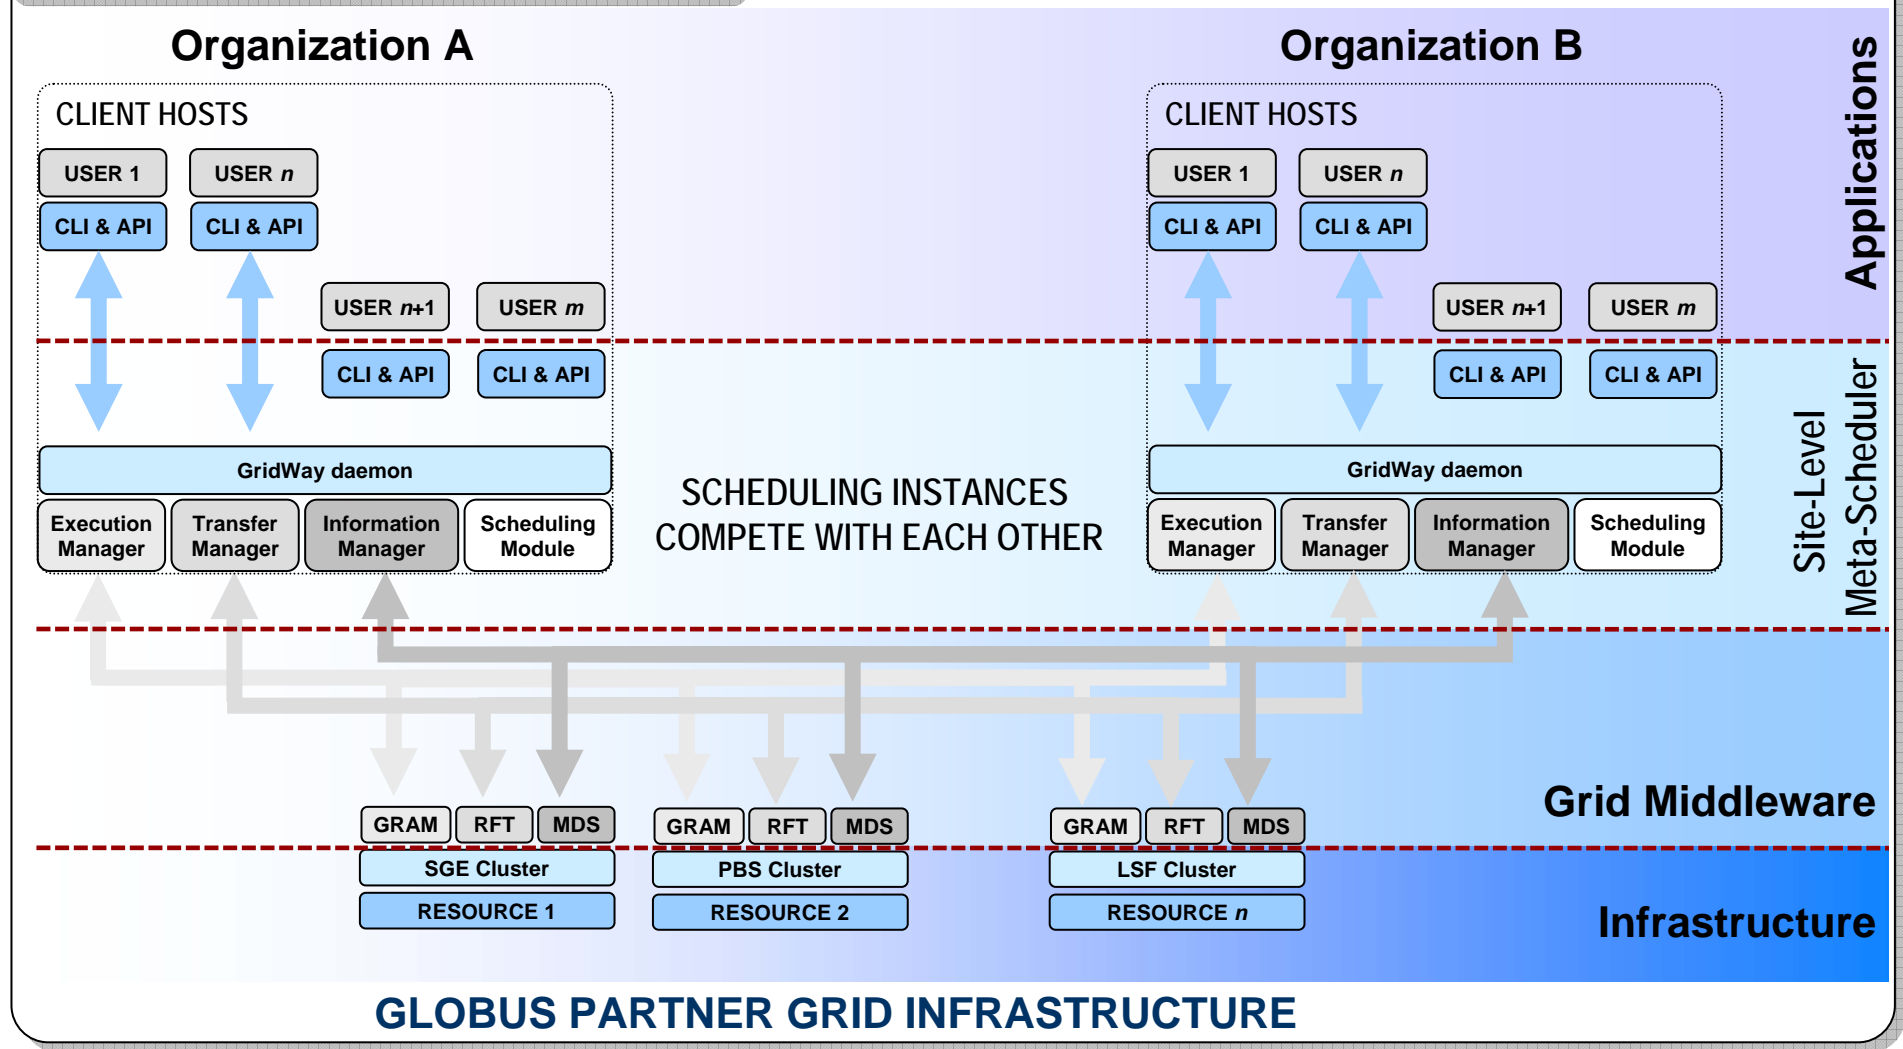 Organization A
Organization B
CLIENT HOSTS
CLIENT HOSTS
USER 1
USER n
USER 1
USER n
CLI & API
CLI & API
CLI & API
CLI & API
Applications
USER n+1
USER m
USER n+1
USER m
CLI & API
CLI & API
CLI & API
CLI & API
GridWay daemon
GridWay daemon
Execution
Manager
Transfer
Manager
Information
Manager
Scheduling
Module
SCHEDULING INSTANCES
COMPETE WITH EACH OTHER
Execution
Manager
Transfer
Manager
Information
Manager
Scheduling
Module
Site-Level
Meta-Scheduler
Grid Middleware
GRAM
RFT
MDS
GRAM
RFT
MDS
GRAM
RFT
MDS
SGE Cluster
PBS Cluster
LSF Cluster
RESOURCE 1
RESOURCE 2
RESOURCE n
Infrastructure
GLOBUS PARTNER GRID INFRASTRUCTURE